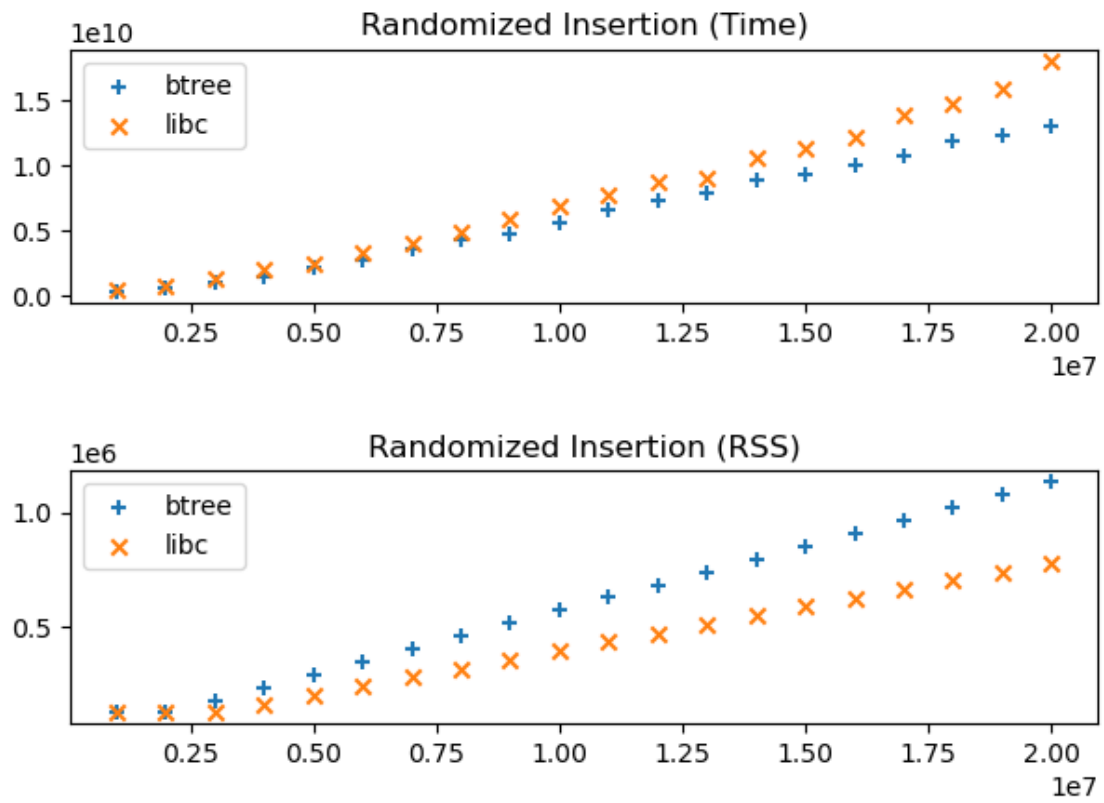 Randomized Insertion (Time)
1e10
btree
libc
1.5
1.0
0.5
0.0
0.25 0.50 0.75 1.00 1.25 1.50 1.75 2.00
1e7
Randomized Insertion (RSS)
1e6
btree
libc
1.0
0.5
0.25 0.50 0.75 1.00 1.25 1.50 1.75 2.00
1e7